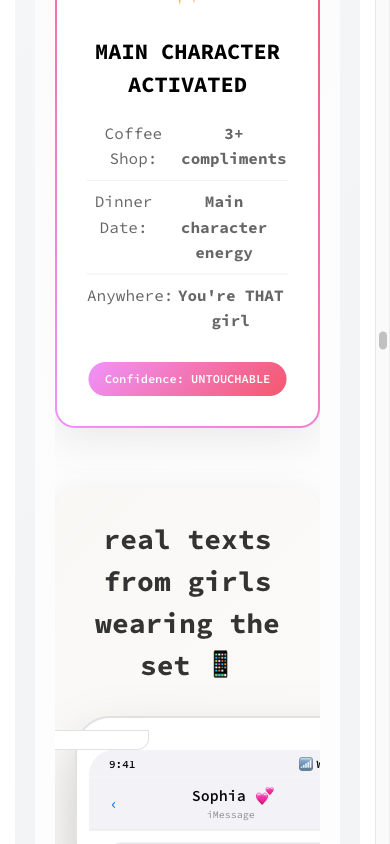 MAIN CHARACTER
ACTIVATED
Coffee Shop: 3+ compliments
Dinner Date: Main character energy
Anywhere: You're THAT girl
Confidence: UNTOUCHABLE
real texts
from girls
wearing the
set 📱
9:41 📶
‹ Sophia 💕
iMessage